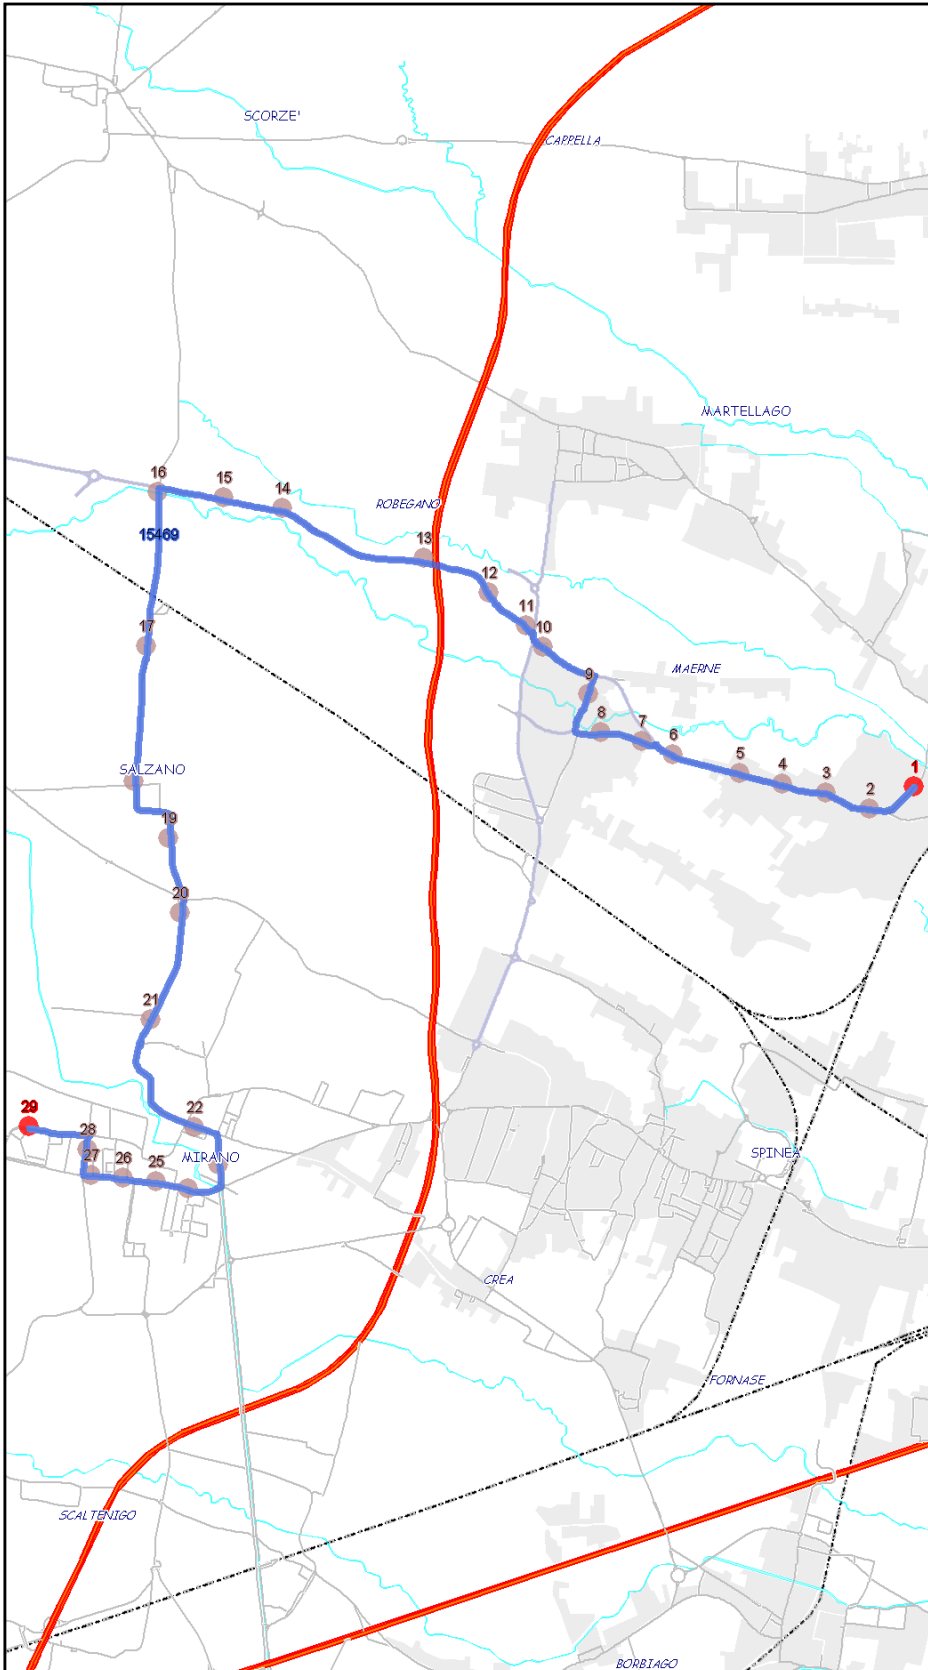 SCORZE'
CAPPELLA
MARTELLAGO
16
15
14
ROBEGANO
15469
13
12
11
10
17
MAERNE
9
8
7
6
5
4
3
2
1
SALZANO
19
20
21
22
29
28
27
26
25
MIRANO
SPINEA
CREA
FORNASE
SCALTENIGO
BORBIAGO